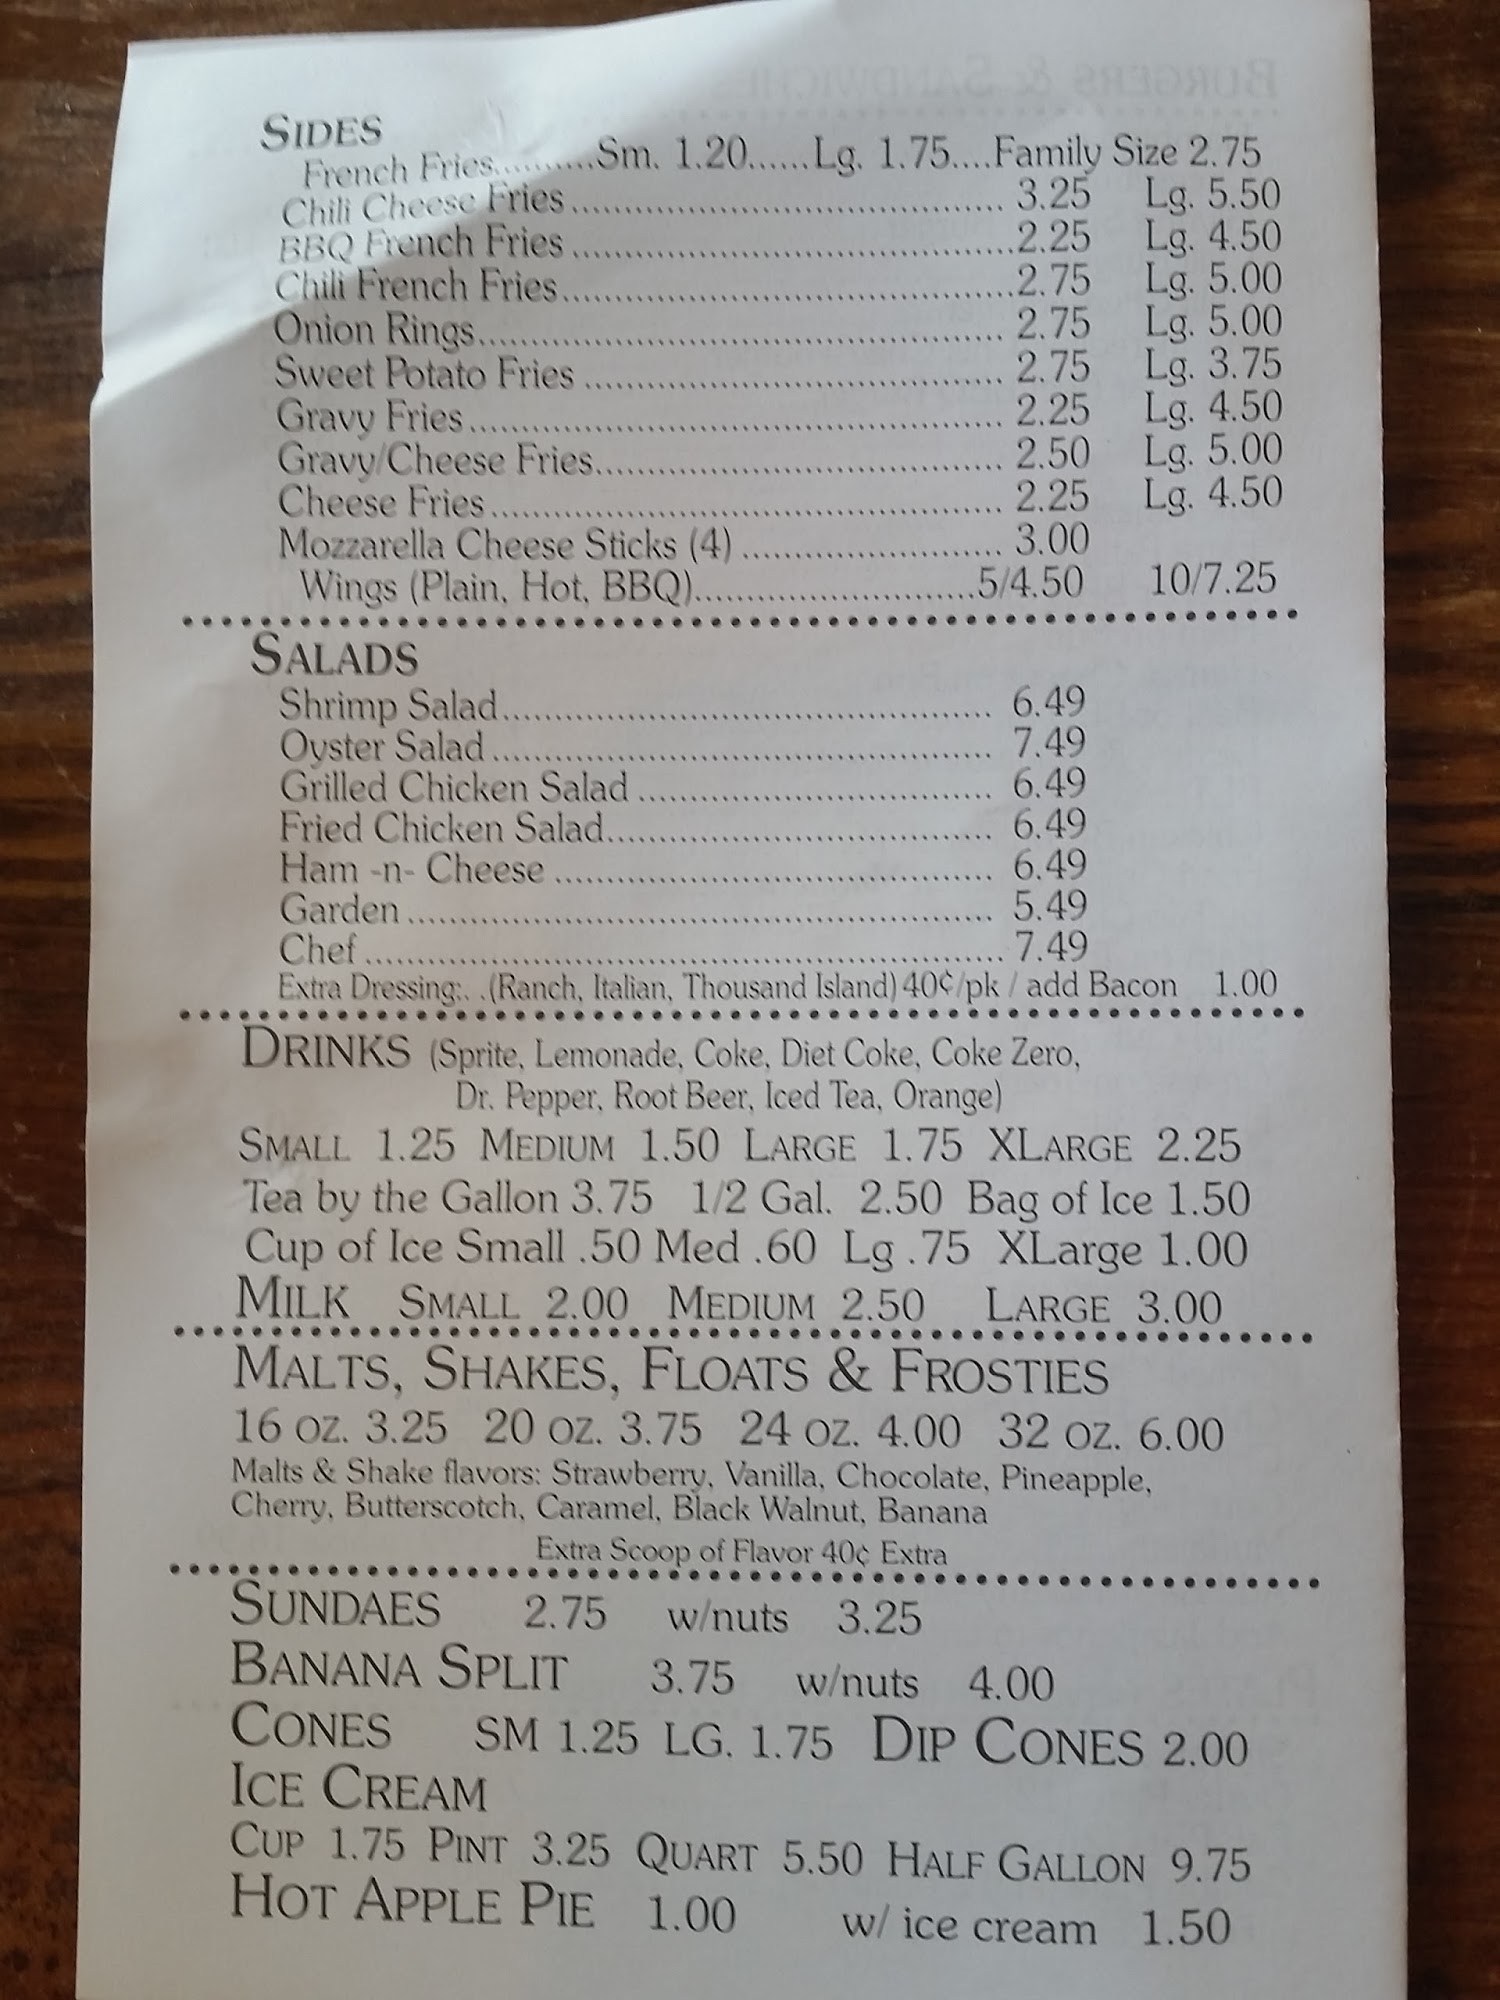 BURGERS & SANDWICHES
SIDES
French Fries..........Sm. 1.20......Lg. 1.75....Family Size 2.75
Chili Cheese Fries.......................................... 3.25 Lg. 5.50
BBQ French Fries ...........................................2.25 Lg. 4.50
Chili French Fries............................................2.75 Lg. 5.00
Onion Rings................................................... 2.75 Lg. 5.00
Sweet Potato Fries ......................................... 2.75 Lg. 3.75
Gravy Fries.................................................... 2.25 Lg. 4.50
Gravy/Cheese Fries........................................ 2.50 Lg. 5.00
Cheese Fries.................................................. 2.25 Lg. 4.50
Mozzarella Cheese Sticks (4) .......................... 3.00
Wings (Plain, Hot, BBQ)...........................5/4.50 10/7.25
SALADS
Shrimp Salad................................................ 6.49
Oyster Salad ................................................. 7.49
Grilled Chicken Salad ................................... 6.49
Fried Chicken Salad...................................... 6.49
Ham -n- Cheese ........................................... 6.49
Garden ......................................................... 5.49
Chef ..............................................................7.49
Extra Dressing:. .(Ranch, Italian, Thousand Island) 40¢/pk / add Bacon 1.00
DRINKS (Sprite, Lemonade, Coke, Diet Coke, Coke Zero,
Dr. Pepper, Root Beer, Iced Tea, Orange)
SMALL 1.25 MEDIUM 1.50 LARGE 1.75 XLARGE 2.25
Tea by the Gallon 3.75 1/2 Gal. 2.50 Bag of Ice 1.50
Cup of Ice Small .50 Med .60 Lg .75 XLarge 1.00
MILK SMALL 2.00 MEDIUM 2.50 LARGE 3.00
MALTS, SHAKES, FLOATS & FROSTIES
16 OZ. 3.25 20 OZ. 3.75 24 OZ. 4.00 32 OZ. 6.00
Malts & Shake flavors: Strawberry, Vanilla, Chocolate, Pineapple,
Cherry, Butterscotch, Caramel, Black Walnut, Banana
Extra Scoop of Flavor 40¢ Extra
SUNDAES 2.75 w/nuts 3.25
BANANA SPLIT 3.75 w/nuts 4.00
CONES SM 1.25 LG. 1.75 DIP CONES 2.00
ICE CREAM
CUP 1.75 PINT 3.25 QUART 5.50 HALF GALLON 9.75
HOT APPLE PIE 1.00 w/ ice cream 1.50